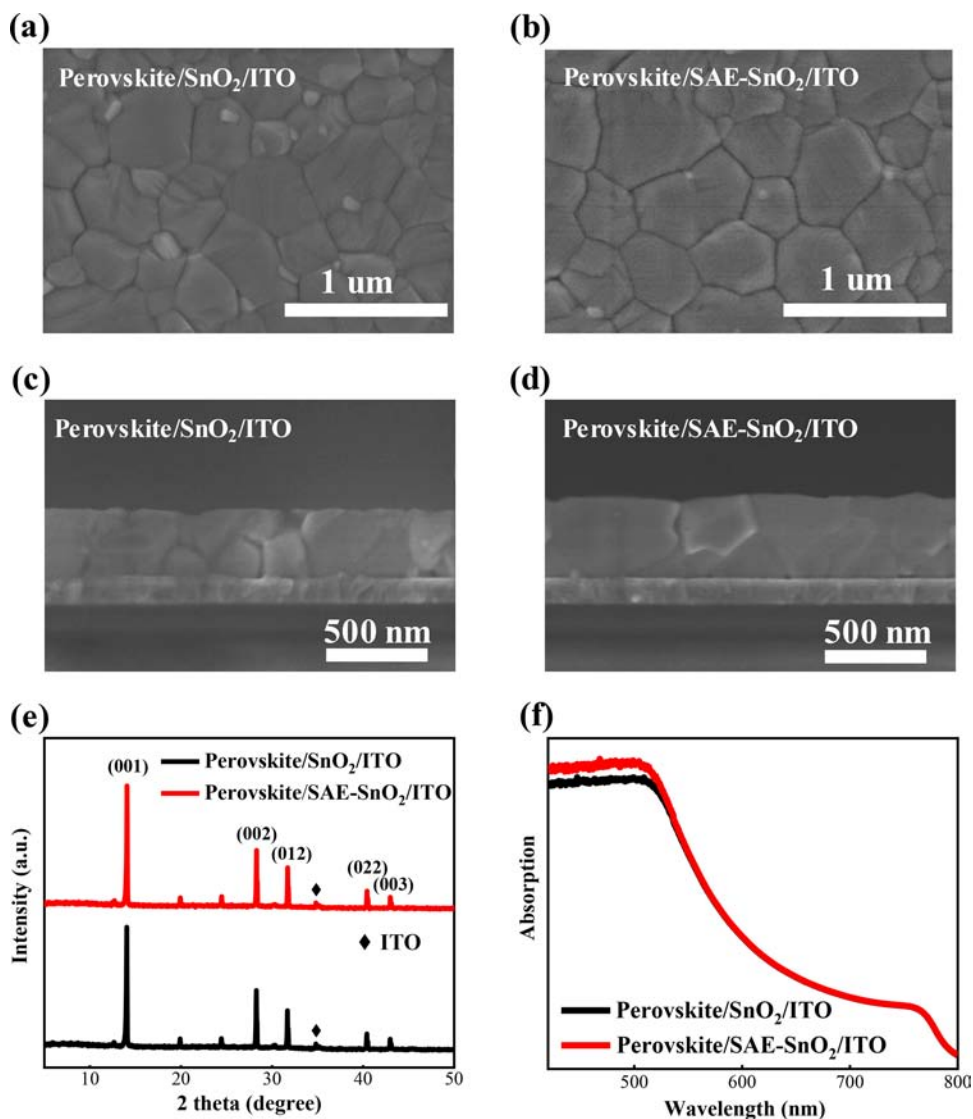 (a)
Perovskite/SnO₂/ITO
1 um
(b)
Perovskite/SAE-SnO₂/ITO
1 um
(c)
Perovskite/SnO₂/ITO
500 nm
(d)
Perovskite/SAE-SnO₂/ITO
500 nm
(e)
(001)
Perovskite/SnO₂/ITO
Perovskite/SAE-SnO₂/ITO
(002)
(012)
(022)
(003)
♦ ITO
Intensity (a.u.)
10 20 30 40 50
2 theta (degree)
(f)
Absorption
Perovskite/SnO₂/ITO
Perovskite/SAE-SnO₂/ITO
500 600 700 800
Wavelength (nm)